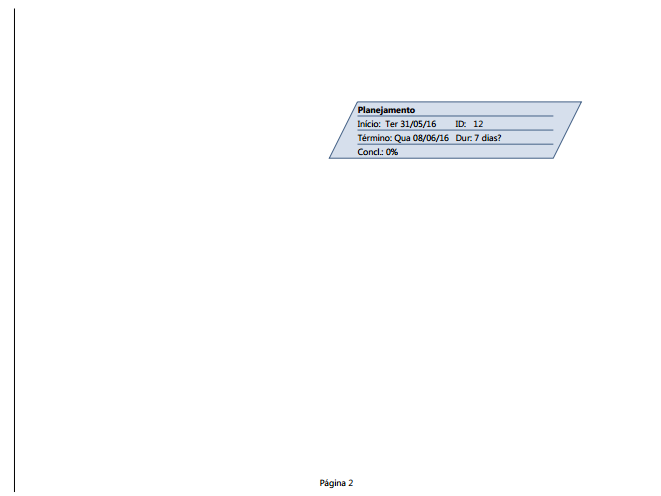 Planejamento
Início: Ter 31/05/16 ID: 12
Término: Qua 08/06/16 Dur: 7 dias?
Concl.: 0%
Página 2